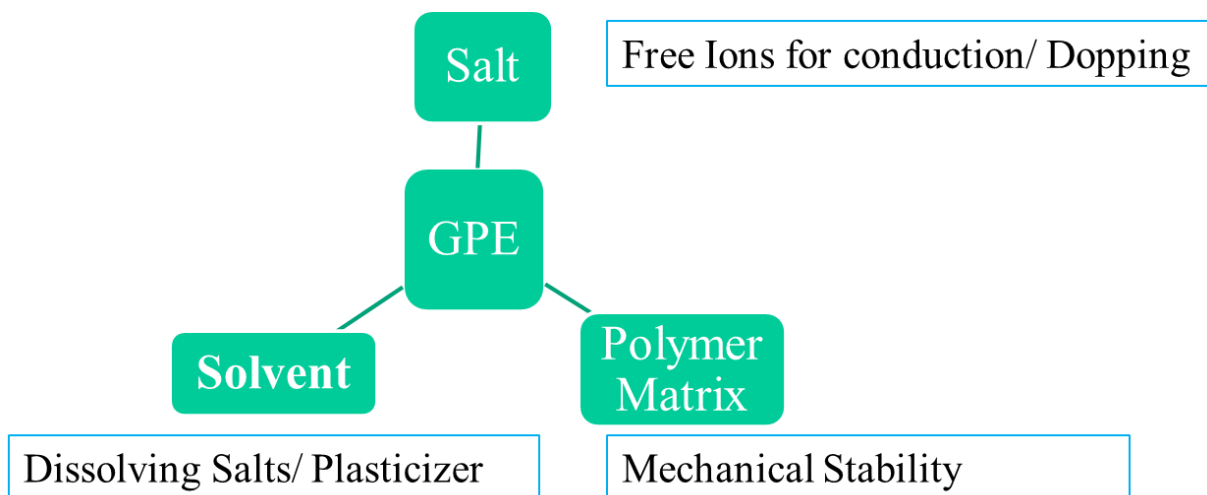 Salt
Free Ions for conduction/ Dopping
GPE
Solvent
Polymer
Matrix
Dissolving Salts/ Plasticizer
Mechanical Stability